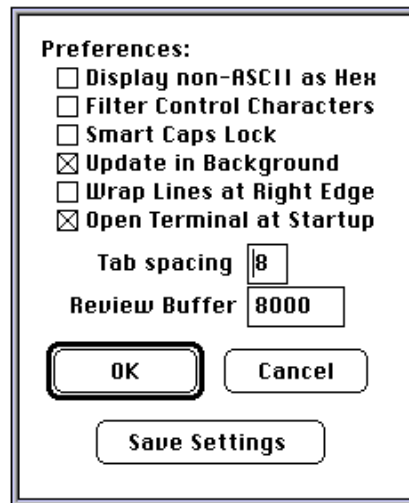 Preferences:
Display non-ASCII as Hex
Filter Control Characters
Smart Caps Lock
Update in Background
Wrap Lines at Right Edge
Open Terminal at Startup
Tab spacing 8
Review Buffer 8000
OK Cancel
Save Settings